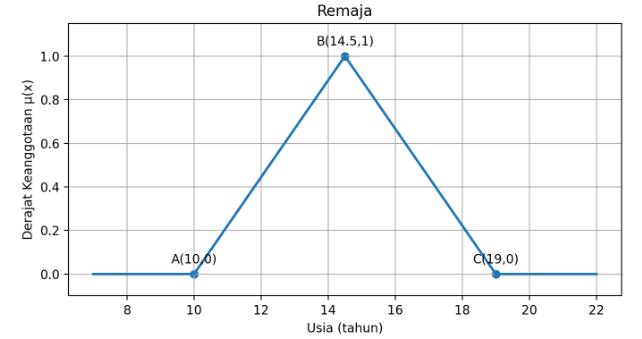 Remaja
B(14.5,1)
1.0
0.8
0.6
0.4
0.2
0.0
Derajat Keanggotaan μ(x)
A(10,0)
C(19,0)
8 10 12 14 16 18 20 22
Usia (tahun)